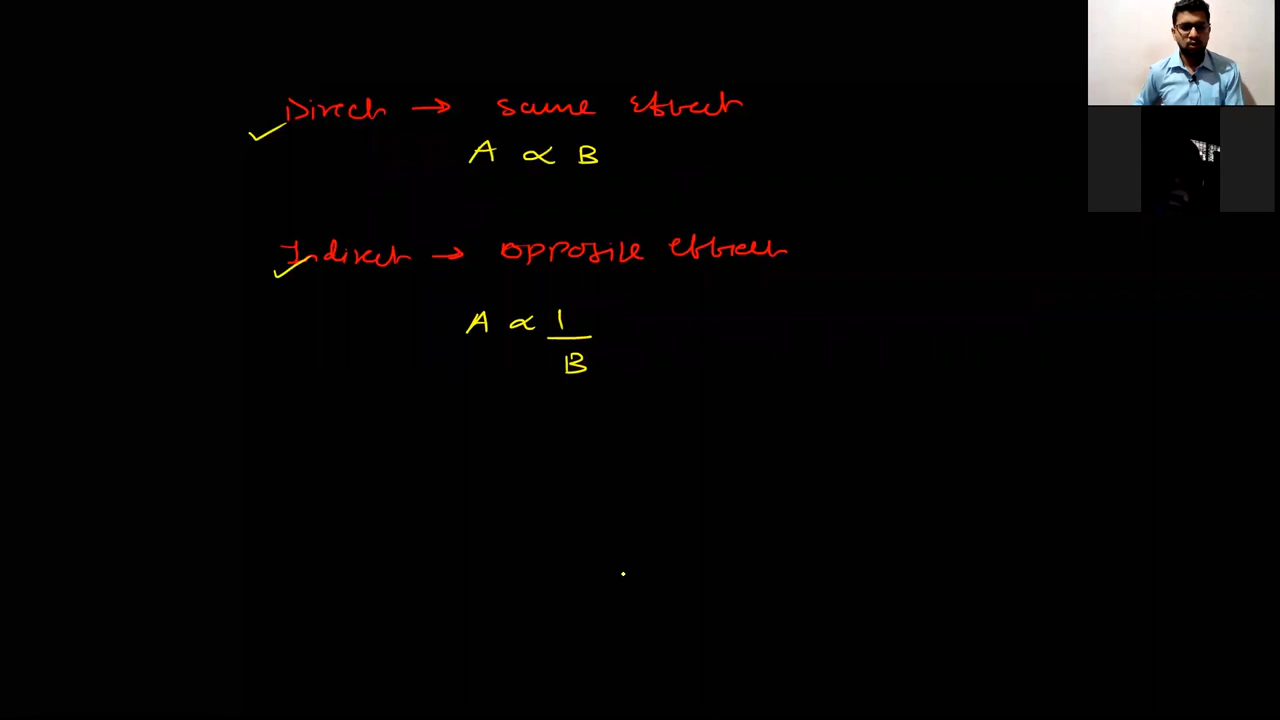 Direct → Same effect
A ∝ B
Indirect → Opposite effect
A ∝ 1
B